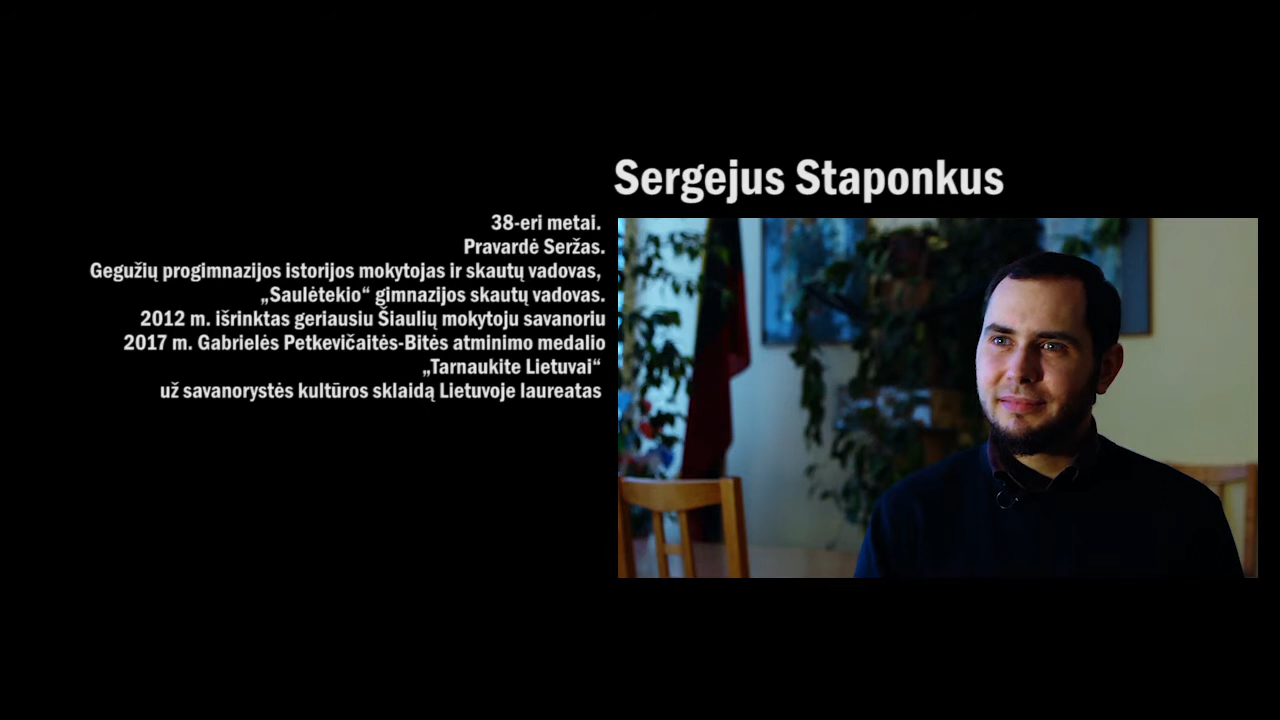 Sergejus Staponkus
38-eri metai.
Pravardė Seržas.
Gegužių progimnazijos istorijos mokytojas ir skautų vadovas,
„Saulėtekio“ gimnazijos skautų vadovas.
2012 m. išrinktas geriausiu Šiaulių mokytoju savanoriu
2017 m. Gabrielės Petkevičaitės-Bitės atminimo medalio
„Tarnaukite Lietuvai“
už savanorystės kultūros sklaidą Lietuvoje laureatas